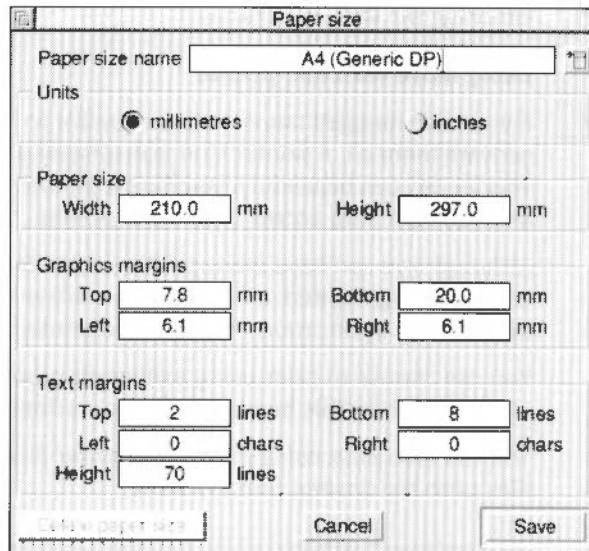 Paper size
Paper size name A4 (Generic DP)
Units
millimetres inches
Paper size
Width 210.0 mm Height 297.0 mm
Graphics margins
Top 7.8 mm Bottom 20.0 mm
Left 6.1 mm Right 6.1 mm
Text margins
Top 2 lines Bottom 8 lines
Left 0 chars Right 0 chars
Height 70 lines
paper size Cancel Save